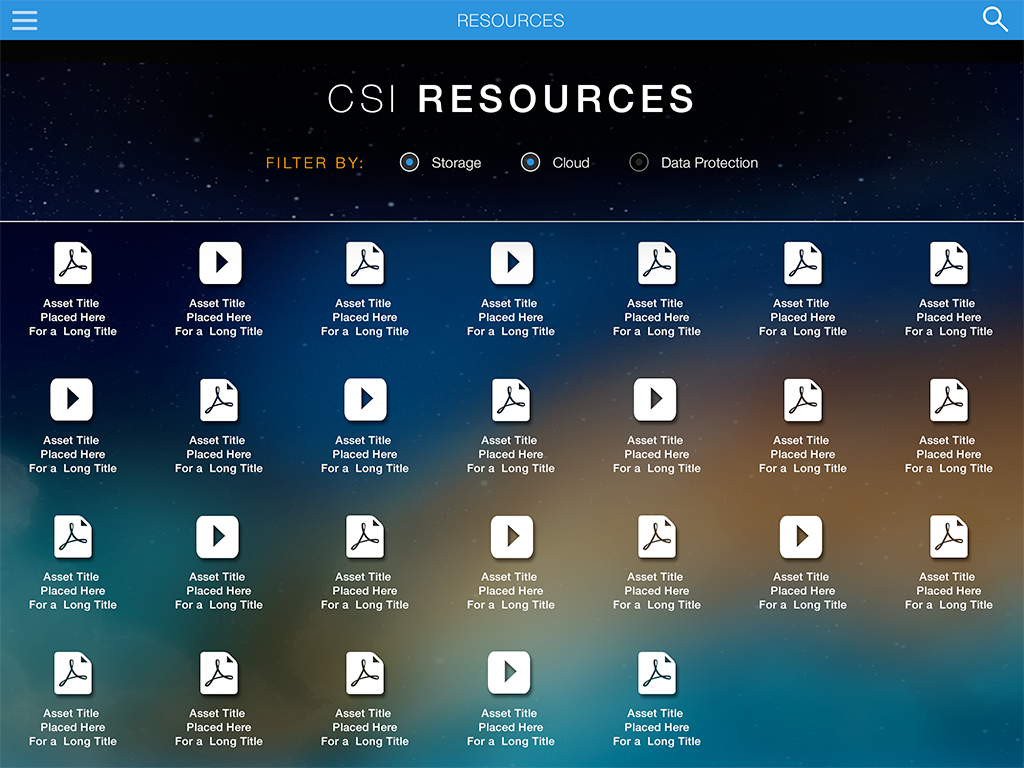 RESOURCES
CSI RESOURCES
FILTER BY: Storage Cloud Data Protection
Asset Title Asset Title Asset Title Asset Title Asset Title Asset Title Asset Title
Placed Here Placed Here Placed Here Placed Here Placed Here Placed Here Placed Here
For a Long Title For a Long Title For a Long Title For a Long Title For a Long Title For a Long Title For a Long Title
Asset Title Asset Title Asset Title Asset Title Asset Title Asset Title Asset Title
Placed Here Placed Here Placed Here Placed Here Placed Here Placed Here Placed Here
For a Long Title For a Long Title For a Long Title For a Long Title For a Long Title For a Long Title For a Long Title
Asset Title Asset Title Asset Title Asset Title Asset Title Asset Title Asset Title
Placed Here Placed Here Placed Here Placed Here Placed Here Placed Here Placed Here
For a Long Title For a Long Title For a Long Title For a Long Title For a Long Title For a Long Title For a Long Title
Asset Title Asset Title Asset Title Asset Title Asset Title
Placed Here Placed Here Placed Here Placed Here Placed Here
For a Long Title For a Long Title For a Long Title For a Long Title For a Long Title